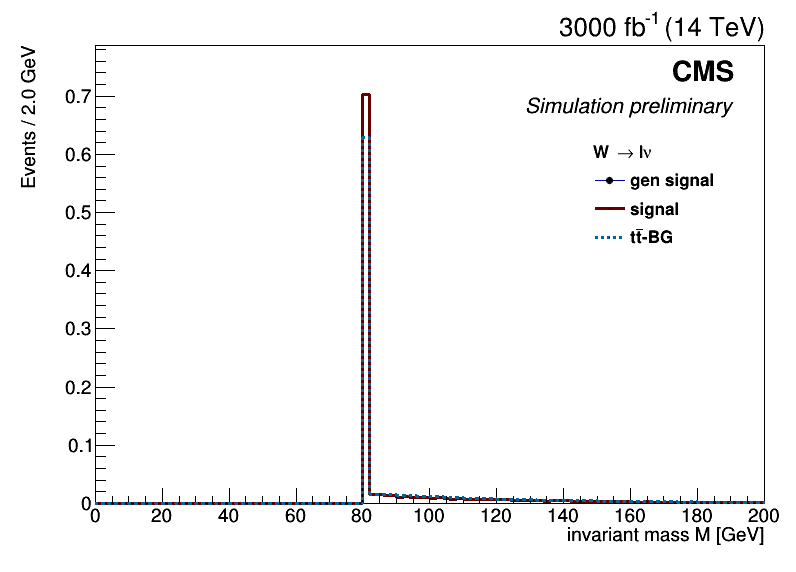 3000 fb⁻¹ (14 TeV)
CMS
Simulation preliminary
W → lν
gen signal
signal
tt̄-BG
Events / 2.0 GeV
0.7
0.6
0.5
0.4
0.3
0.2
0.1
0
0 20 40 60 80 100 120 140 160 180 200
invariant mass M [GeV]